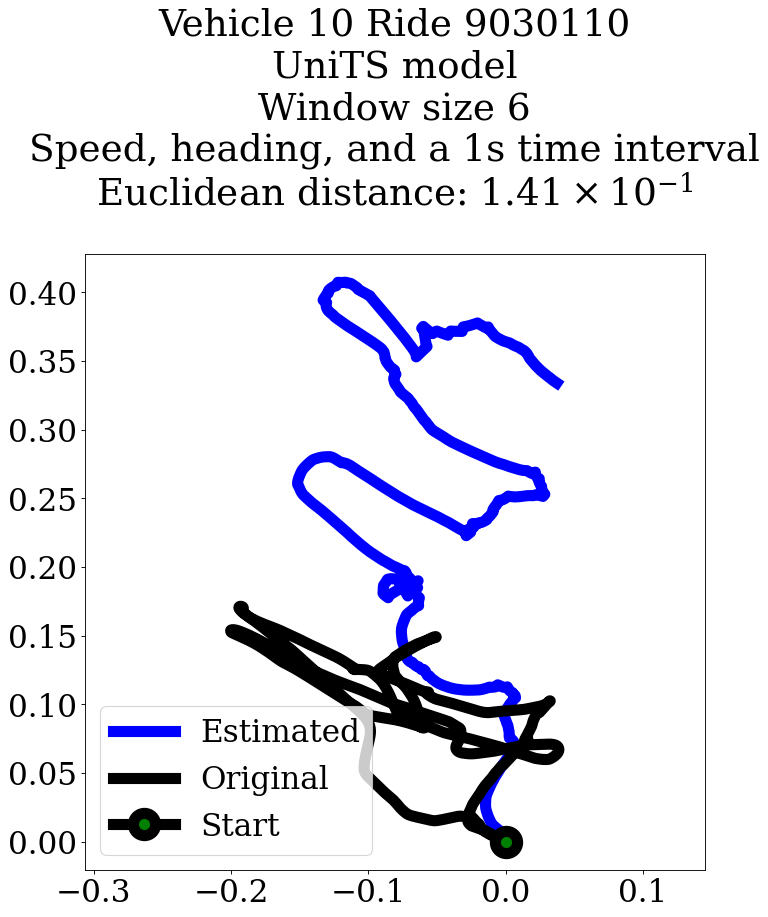 Vehicle 10 Ride 9030110
UniTS model
Window size 6
Speed, heading, and a 1s time interval
Euclidean distance: 1.41 × 10⁻¹
0.40
0.35
0.30
0.25
0.20
0.15
0.10
0.05
0.00
Estimated
Original
Start
−0.3 −0.2 −0.1 0.0 0.1